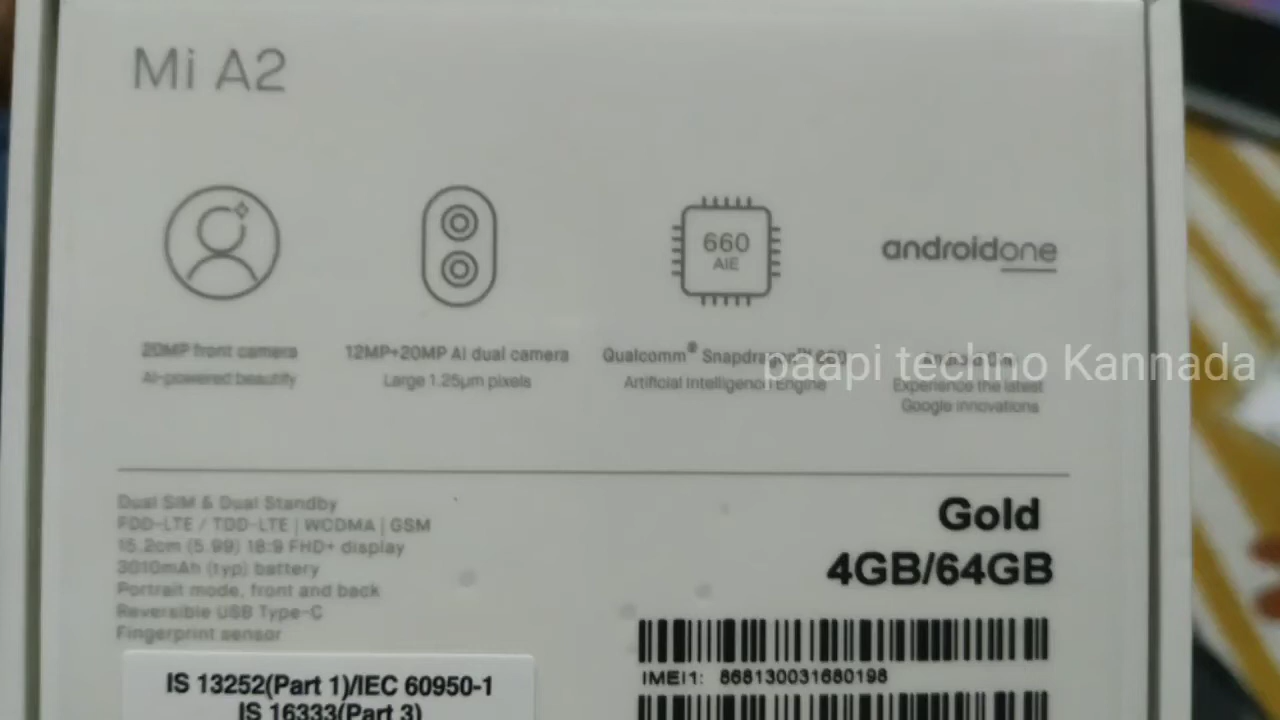 Mi A2
660
AIE
androidone
20MP front camera
AI-powered beautify
12MP+20MP AI dual camera
Large 1.25µm pixels
Qualcomm® Snapdragon™ 660
Artificial Intelligence Engine
Experience the latest
Google innovations
paapi techno Kannada
Dual SIM & Dual Standby
FDD-LTE / TDD-LTE | WCDMA | GSM
15.2cm (5.99) 18:9 FHD+ display
3010mAh (typ) battery
Portrait mode, front and back
Reversible USB Type-C
Fingerprint sensor
Gold
4GB/64GB
IMEI1: 868130031680198
IS 13252(Part 1)/IEC 60950-1
IS 16333(Part 3)